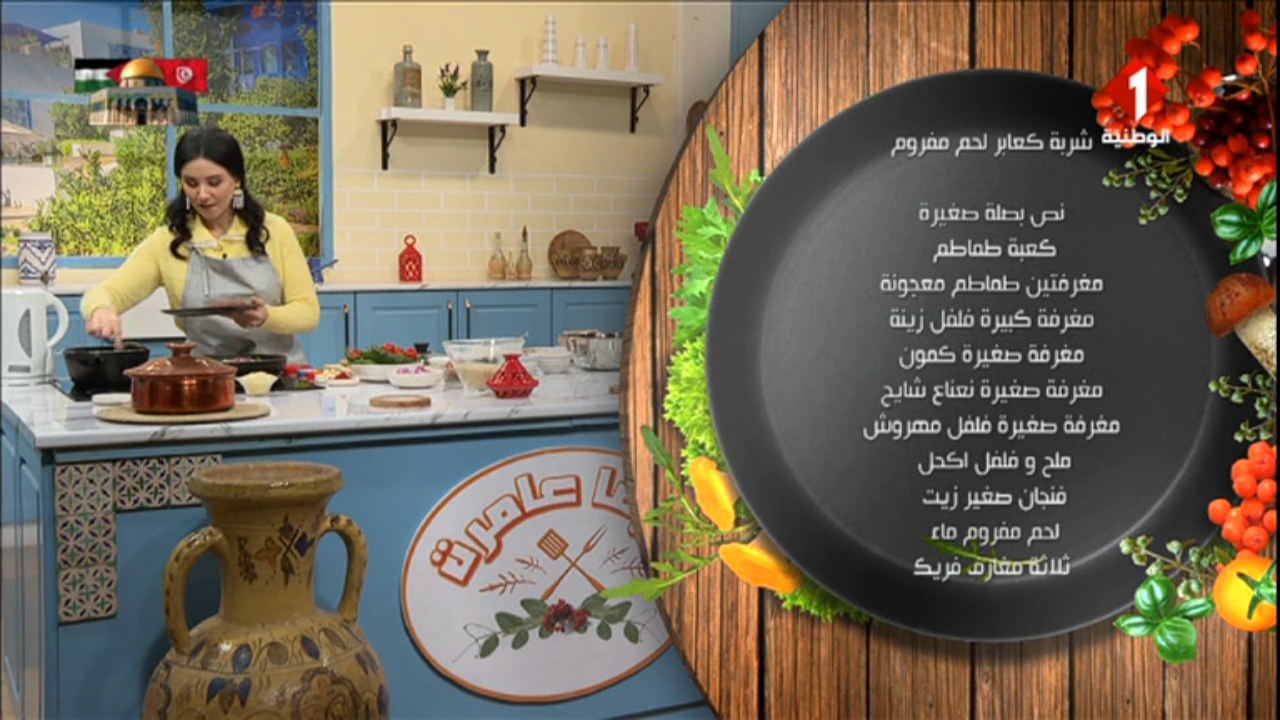 1
الوطنية
شربة كعابر لحم مفروم
نص بصلة صغيرة
كعبة طماطم
مغرفتين طماطم معجونة
مغرفة كبيرة فلفل زينة
مغرفة صغيرة كمون
مغرفة صغيرة نعناع شايح
مغرفة صغيرة فلفل مهروش
ملح و فلفل اكحل
فنجان صغير زيت
لحم مفروم ماء
ثلاثة مغارف فريك
عامرة